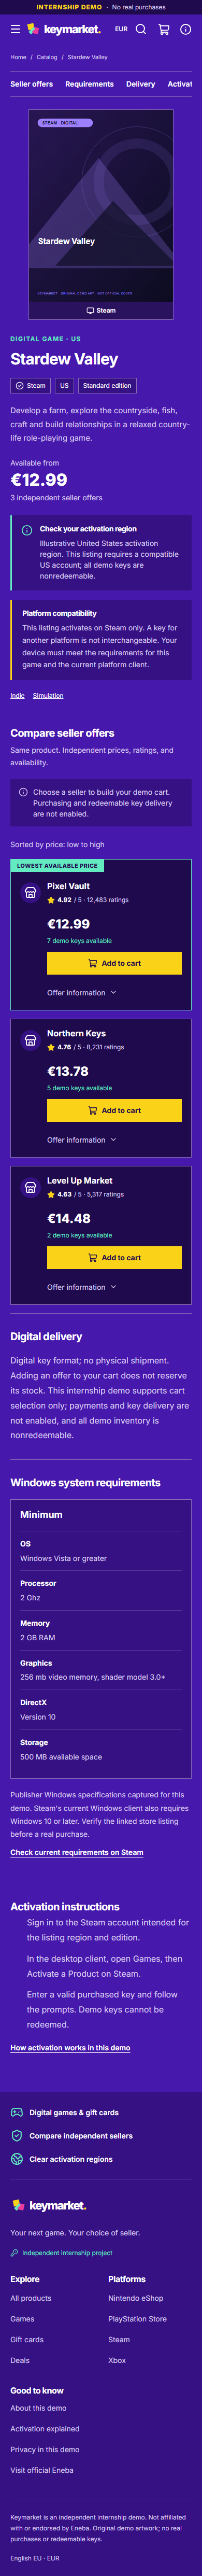 INTERNSHIP DEMO · No real purchases
keymarket.
EUR
Home / Catalog / Stardew Valley
Seller offers Requirements Delivery Activat
STEAM · DIGITAL
Stardew Valley
Steam
DIGITAL GAME · US
Stardew Valley
Steam US Standard edition
Develop a farm, explore the countryside, fish,
craft and build relationships in a relaxed country-
life role-playing game.
Available from
€12.99
3 independent seller offers
Check your activation region
Illustrative United States activation
region. This listing requires a compatible
US account; all demo keys are
nonredeemable.
Platform compatibility
This listing activates on Steam only. A key for
another platform is not interchangeable. Your
device must meet the requirements for this
game and the current platform client.
Indie Simulation
Compare seller offers
Same product. Independent prices, ratings, and
availability.
Choose a seller to build your demo cart.
Purchasing and redeemable key delivery
are not enabled.
Sorted by price: low to high
LOWEST AVAILABLE PRICE
Pixel Vault
4.92 / 5 · 12,483 ratings
€12.99
7 demo keys available
Add to cart
Offer information
Northern Keys
4.76 / 5 · 8,231 ratings
€13.78
5 demo keys available
Add to cart
Offer information
Level Up Market
4.63 / 5 · 5,317 ratings
€14.48
2 demo keys available
Add to cart
Offer information
Digital delivery
Digital key format; no physical shipment.
Adding an offer to your cart does not reserve
its stock. This internship demo supports cart
selection only; payments and key delivery are
not enabled, and all demo inventory is
nonredeemable.
Windows system requirements
Minimum
OS
Windows Vista or greater
Processor
2 Ghz
Memory
2 GB RAM
Graphics
256 mb video memory, shader model 3.0+
DirectX
Version 10
Storage
500 MB available space
Publisher Windows specifications captured for this
demo. Steam's current Windows client also requires
Windows 10 or later. Verify the linked store listing
before a real purchase.
Check current requirements on Steam
Activation instructions
Sign in to the Steam account intended for
the listing region and edition.
In the desktop client, open Games, then
Activate a Product on Steam.
Enter a valid purchased key and follow
the prompts. Demo keys cannot be
redeemed.
How activation works in this demo
Digital games & gift cards
Compare independent sellers
Clear activation regions
keymarket.
Your next game. Your choice of seller.
Independent internship project
Explore
All products
Games
Gift cards
Deals
Platforms
Nintendo eShop
PlayStation Store
Steam
Xbox
Good to know
About this demo
Activation explained
Privacy in this demo
Visit official Eneba
Keymarket is an independent internship demo. Not affiliated
with or endorsed by Eneba. Original demo artwork; no real
purchases or redeemable keys.
English EU · EUR